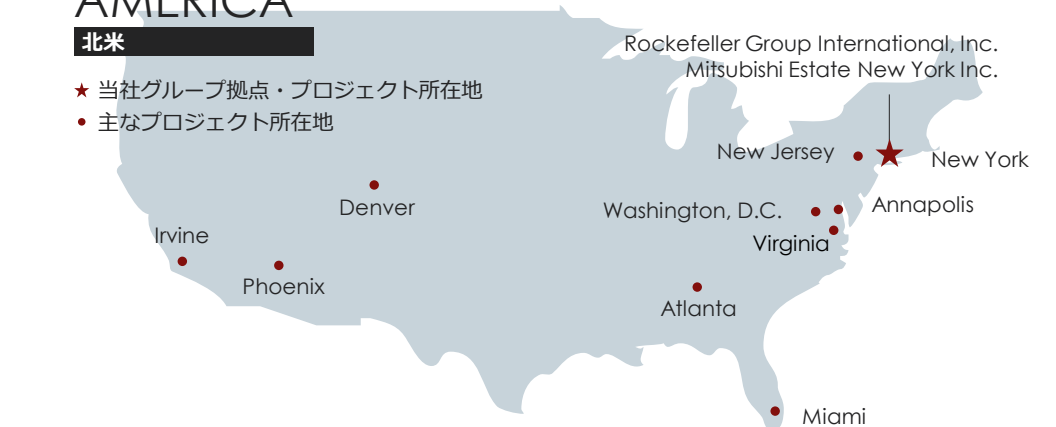 AMERICA
北米
★ 当社グループ拠点・プロジェクト所在地
● 主なプロジェクト所在地
Rockefeller Group International, Inc.
Mitsubishi Estate New York Inc.
New Jersey
New York
Denver
Washington, D.C.
Annapolis
Irvine
Virginia
Phoenix
Atlanta
Miami